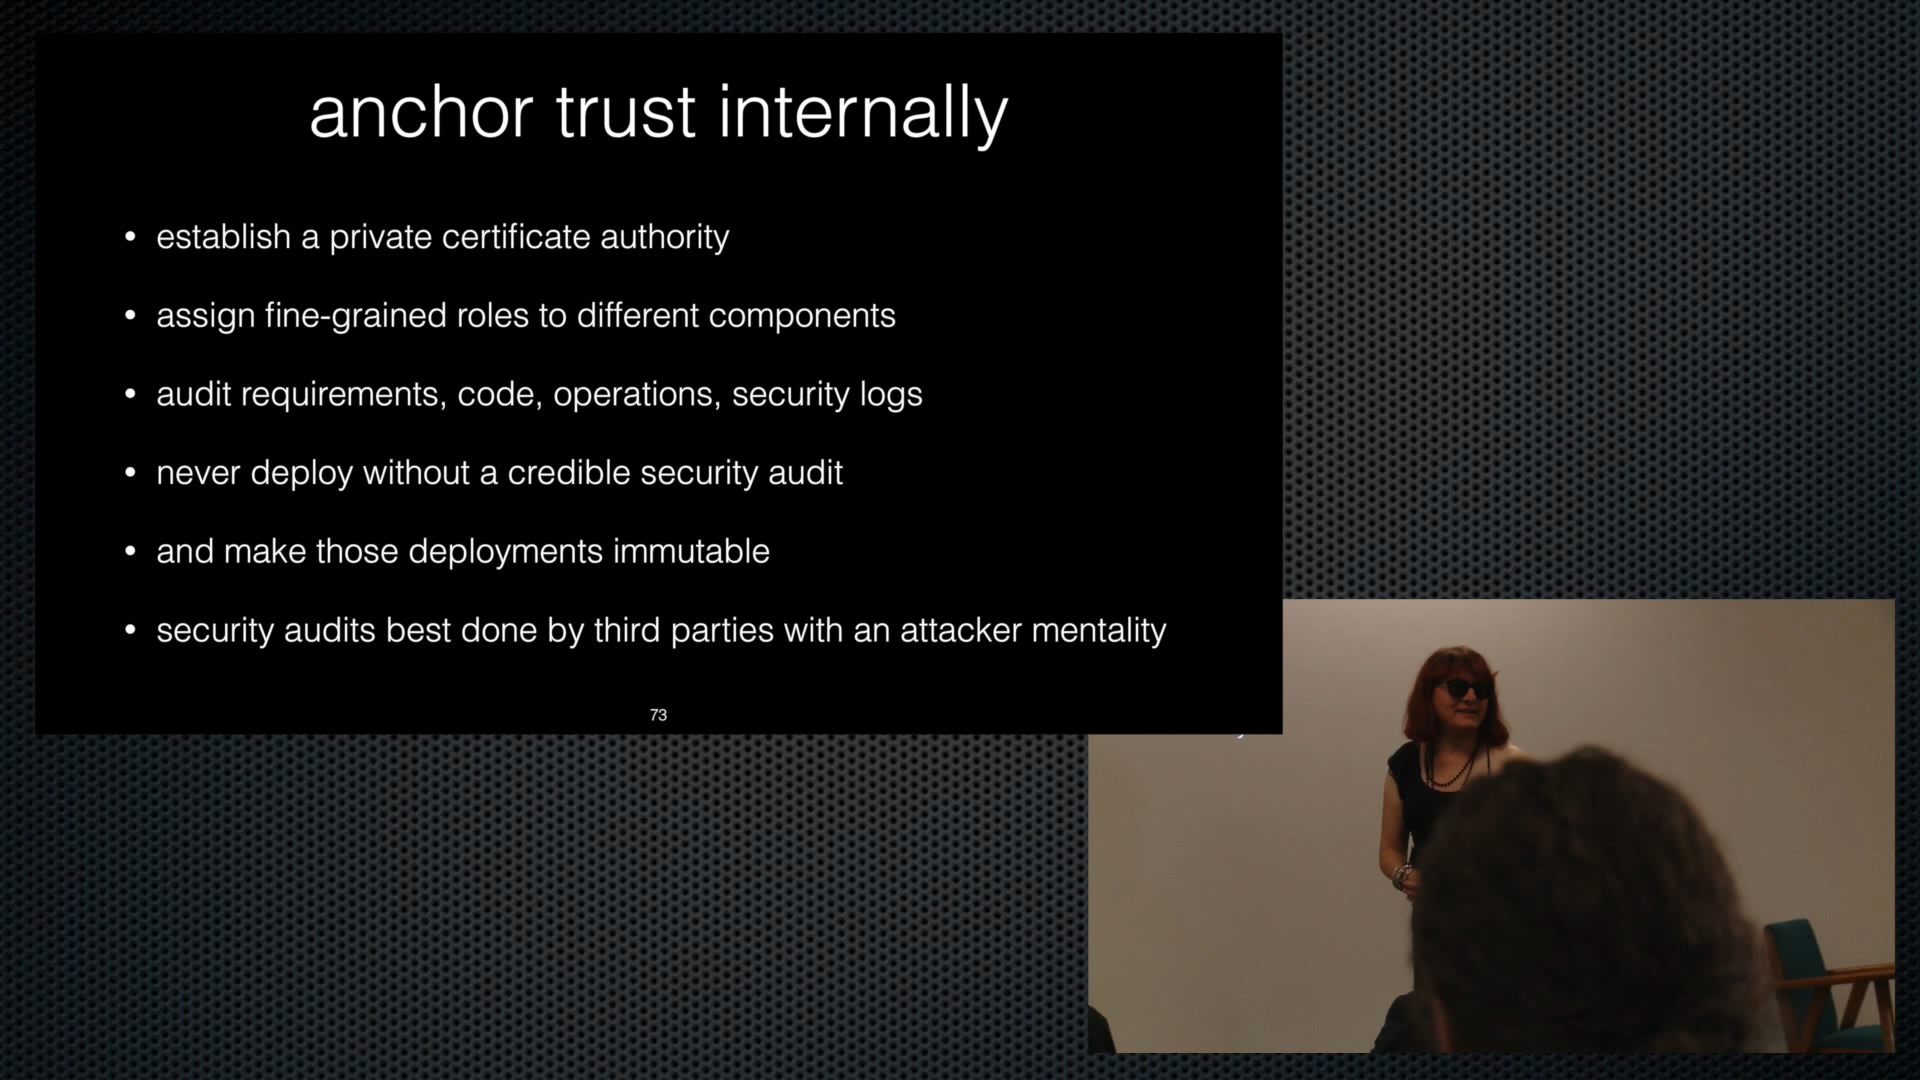 anchor trust internally
• establish a private certificate authority
• assign fine-grained roles to different components
• audit requirements, code, operations, security logs
• never deploy without a credible security audit
• and make those deployments immutable
• security audits best done by third parties with an attacker mentality
73